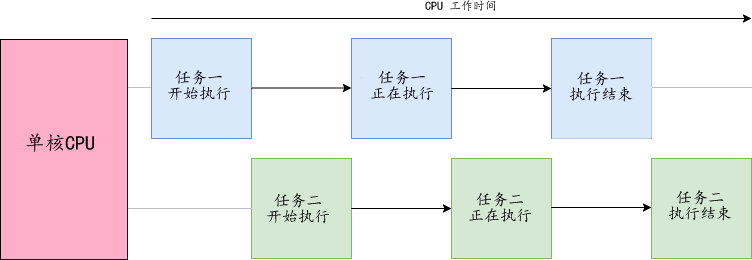 CPU 工作时间
任务一
开始执行
任务一
正在执行
任务一
执行结束
单核CPU
任务二
开始执行
任务二
正在执行
任务二
执行结束